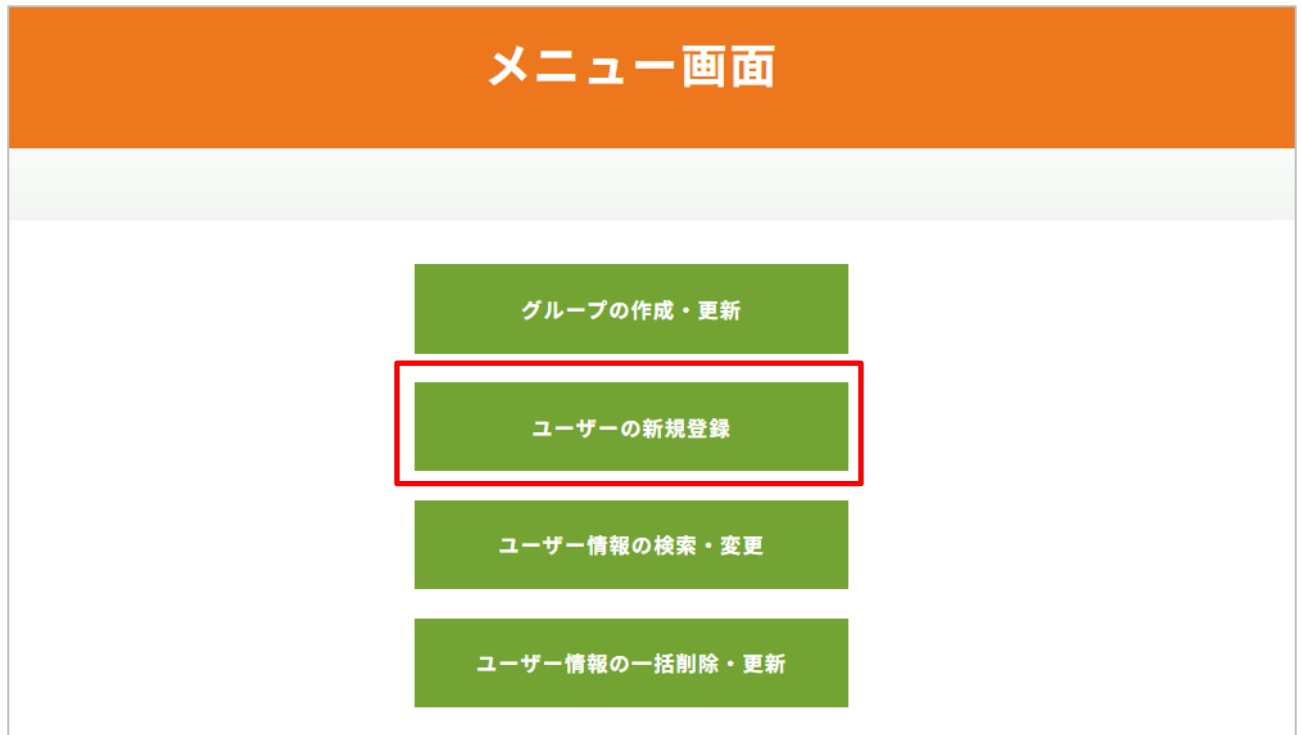 メニュー画面
グループの作成・更新
ユーザーの新規登録
ユーザー情報の検索・変更
ユーザー情報の一括削除・更新